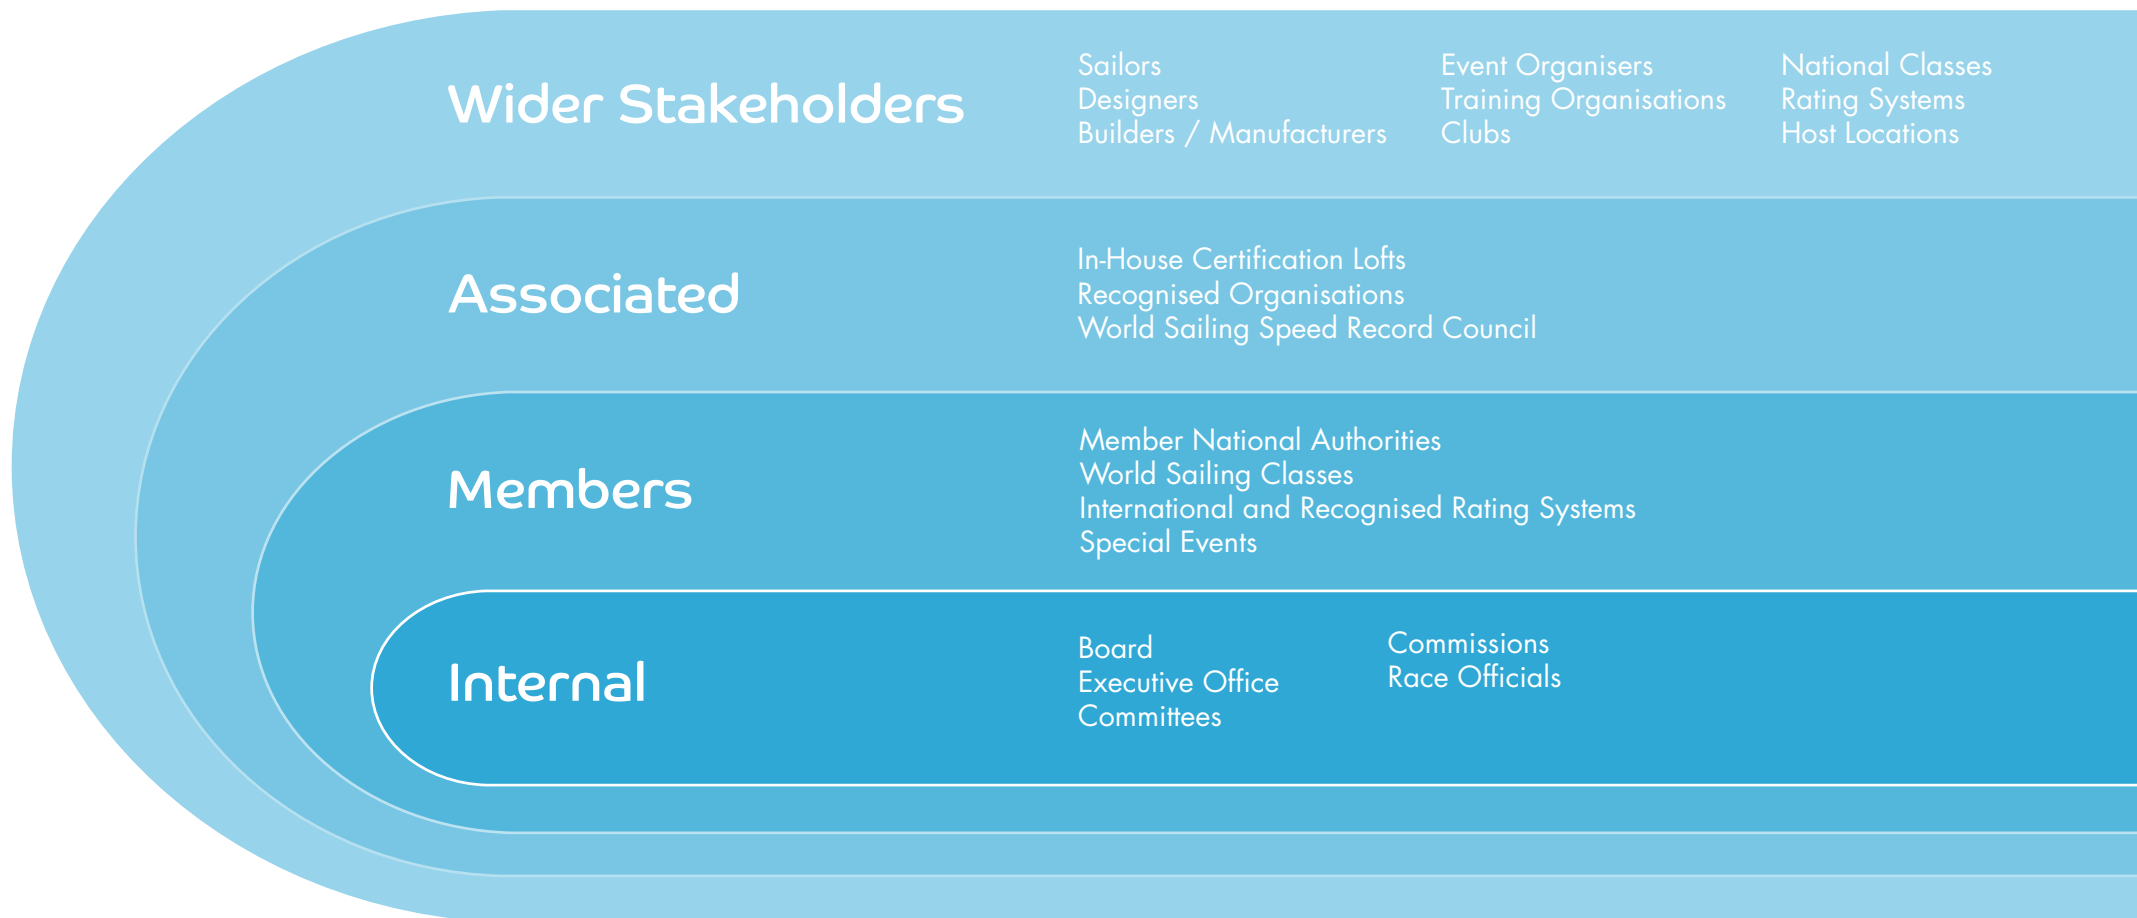 Wider Stakeholders
Sailors
Designers
Builders / Manufacturers
Event Organisers
Training Organisations
Clubs
National Classes
Rating Systems
Host Locations
Associated
In-House Certification Lofts
Recognised Organisations
World Sailing Speed Record Council
Members
Member National Authorities
World Sailing Classes
International and Recognised Rating Systems
Special Events
Internal
Board
Executive Office
Committees
Commissions
Race Officials